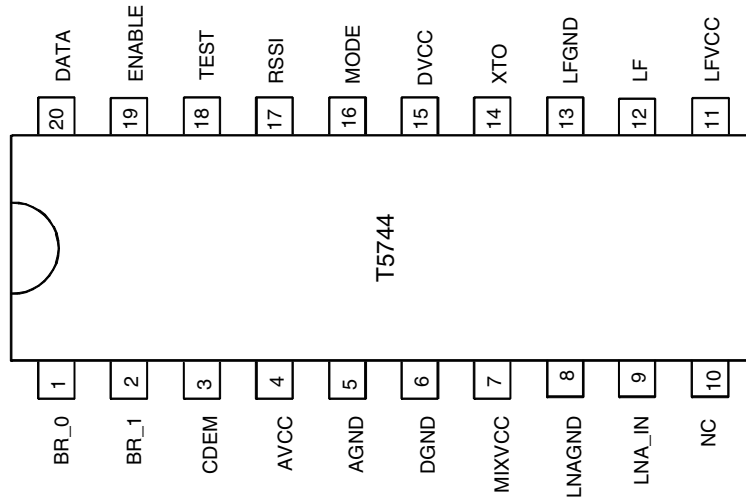 DATA
ENABLE
TEST
RSSI
MODE
DVCC
XTO
LFGND
LF
LFVCC
20
19
18
17
16
15
14
13
12
11
T5744
1
2
3
4
5
6
7
8
9
10
BR_0
BR_1
CDEM
AVCC
AGND
DGND
MIXVCC
LNAGND
LNA_IN
NC